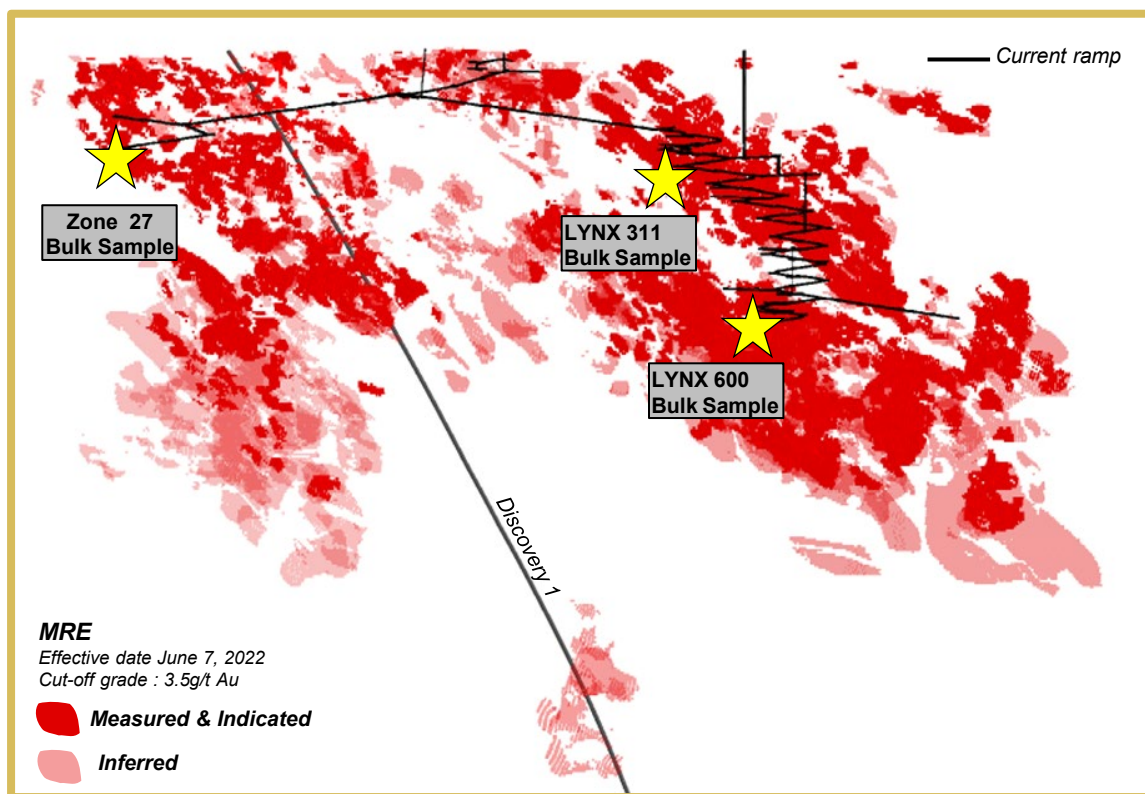 Current ramp
Zone 27
Bulk Sample
LYNX 311
Bulk Sample
LYNX 600
Bulk Sample
Discovery 1
MRE
Effective date June 7, 2022
Cut-off grade : 3.5g/t Au
Measured & Indicated
Inferred